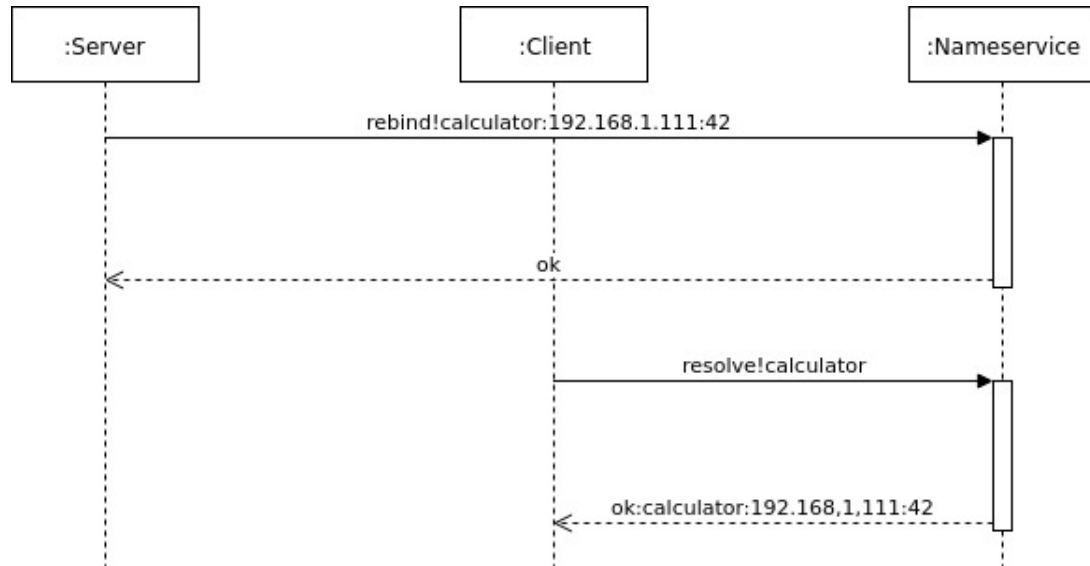 :Server
:Client
:Nameservice
rebind!calculator:192.168.1.111:42
ok
resolve!calculator
ok:calculator:192.168,1,111:42